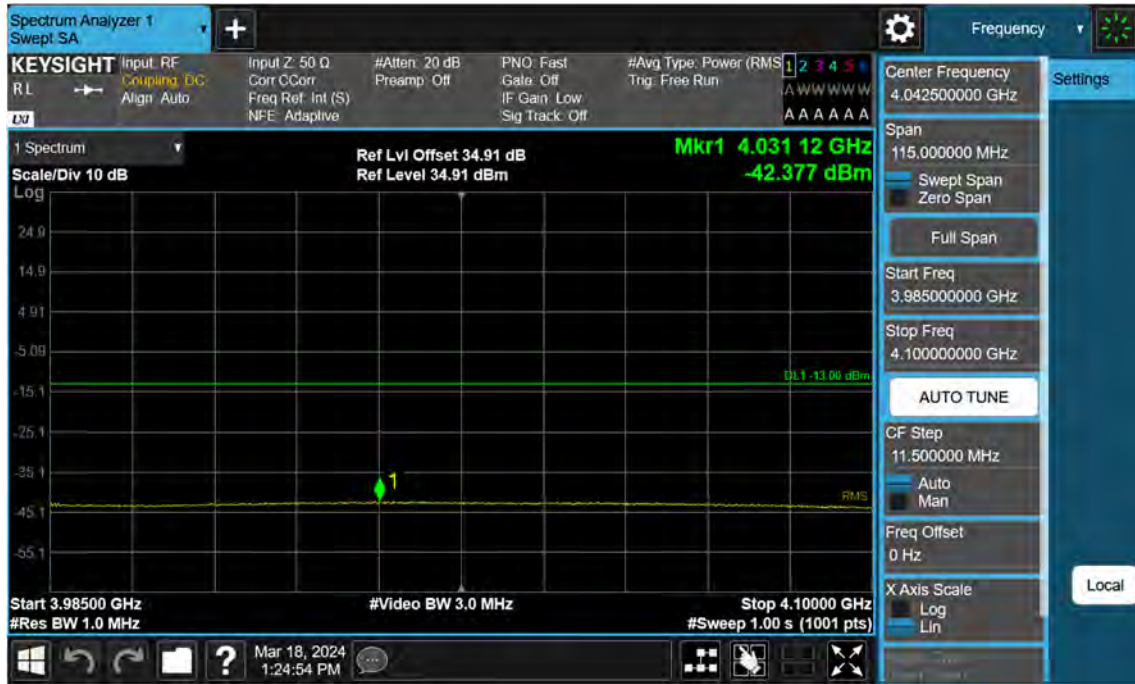 Spectrum Analyzer 1
Swept SA
+
Frequency
KEYSIGHT
RL
LXI
Input: RF
Coupling: DC
Align: Auto
Input Z: 50 Ω
Corr CCorr
Freq Ref: Int (S)
NFE: Adaptive
#Atten: 20 dB
Preamp: Off
PNO: Fast
Gate: Off
IF Gain: Low
Sig Track: Off
#Avg Type: Power (RMS
Trig: Free Run
1 2 3 4 5 6
A W W W W W
A A A A A A
1 Spectrum
Scale/Div 10 dB
Ref Lvl Offset 34.91 dB
Ref Level 34.91 dBm
Mkr1 4.031 12 GHz
-42.377 dBm
Log
24.9
14.9
4.91
-5.09
DL1 -13.00 dBm
-15.1
-25.1
-35.1
1
RMS
-45.1
-55.1
Start 3.98500 GHz
#Res BW 1.0 MHz
#Video BW 3.0 MHz
Stop 4.10000 GHz
#Sweep 1.00 s (1001 pts)
?
Mar 18, 2024
1:24:54 PM
Center Frequency
4.042500000 GHz
Span
115.000000 MHz
Swept Span
Zero Span
Full Span
Start Freq
3.985000000 GHz
Stop Freq
4.100000000 GHz
AUTO TUNE
CF Step
11.500000 MHz
Auto
Man
Freq Offset
0 Hz
X Axis Scale
Log
Lin
Settings
Local